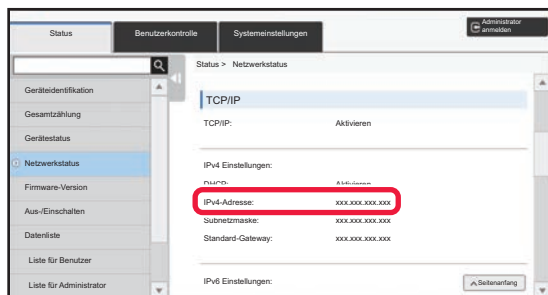 Status
Benutzerkontrolle
Systemeinstellungen
Administrator
anmelden
Status > Netzwerkstatus
Geräteidentifikation
Gesamtzählung
Gerätestatus
Netzwerkstatus
Firmware-Version
Aus-/Einschalten
Datenliste
Liste für Benutzer
Liste für Administrator
TCP/IP
TCP/IP: Aktivieren
IPv4 Einstellungen:
DHCP: Aktivieren
IPv4-Adresse: xxx.xxx.xxx.xxx
Subnetzmaske: xxx.xxx.xxx.xxx
Standard-Gateway: xxx.xxx.xxx.xxx
IPv6 Einstellungen:
Seitenanfang